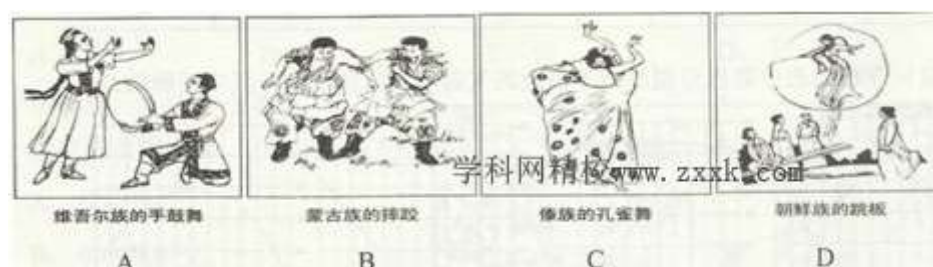 学科网精校www.zxxk.com
维吾尔族的手鼓舞
蒙古族的摔跤
傣族的孔雀舞
朝鲜族的跳板
A
B
C
D